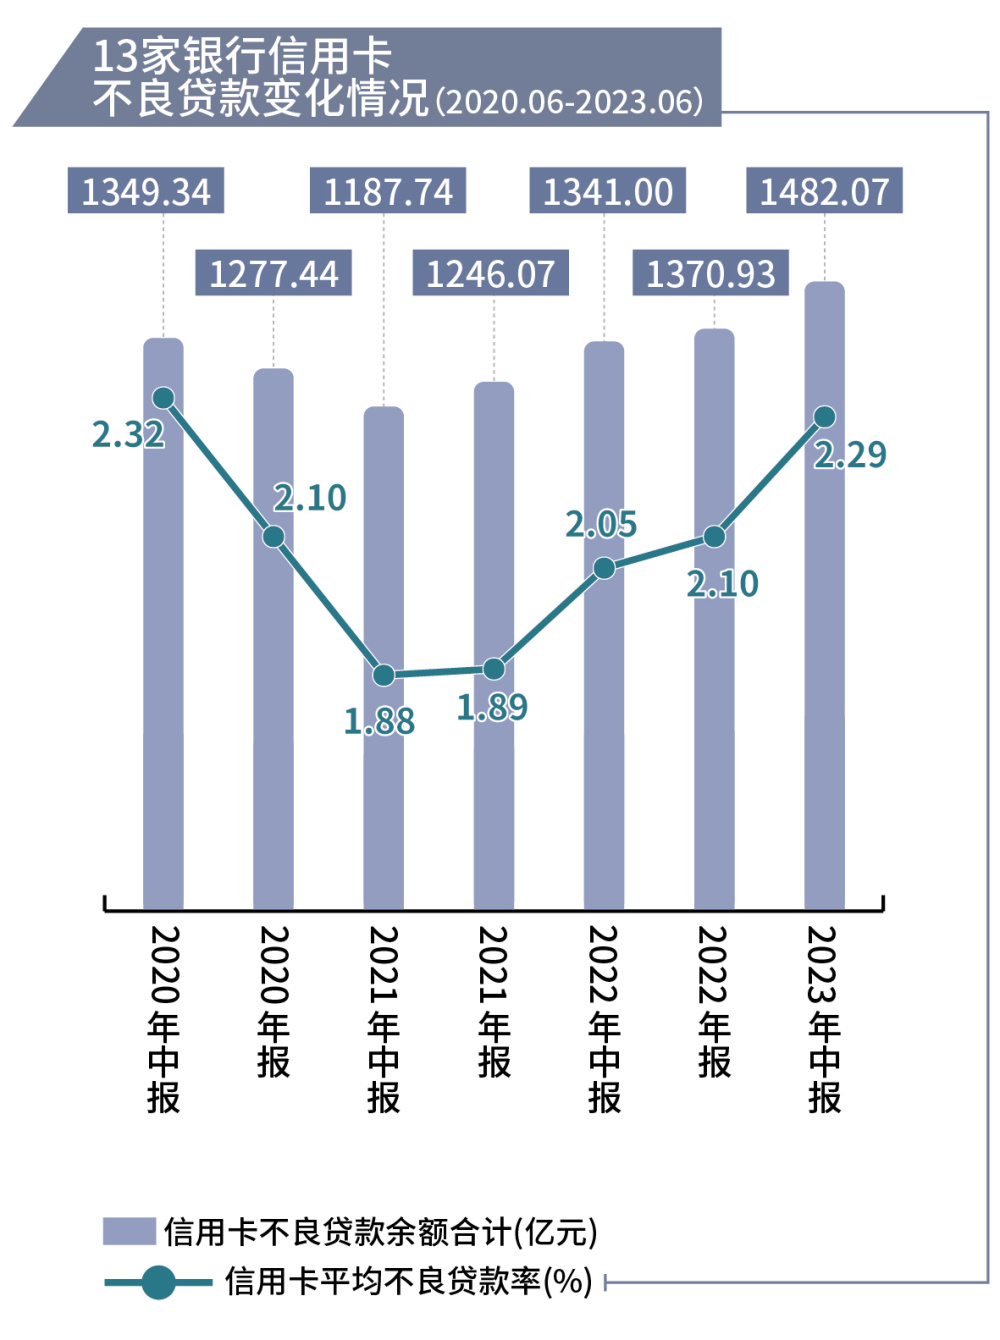 13家银行信用卡
不良贷款变化情况(2020.06-2023.06)
1349.34
1187.74
1341.00
1482.07
1277.44
1246.07
1370.93
2.32
2.29
2.10
2.05
2.10
1.88
1.89
2020年中报
2020年报
2021年中报
2021年报
2022年中报
2022年报
2023年中报
信用卡不良贷款余额合计(亿元)
信用卡平均不良贷款率(%)